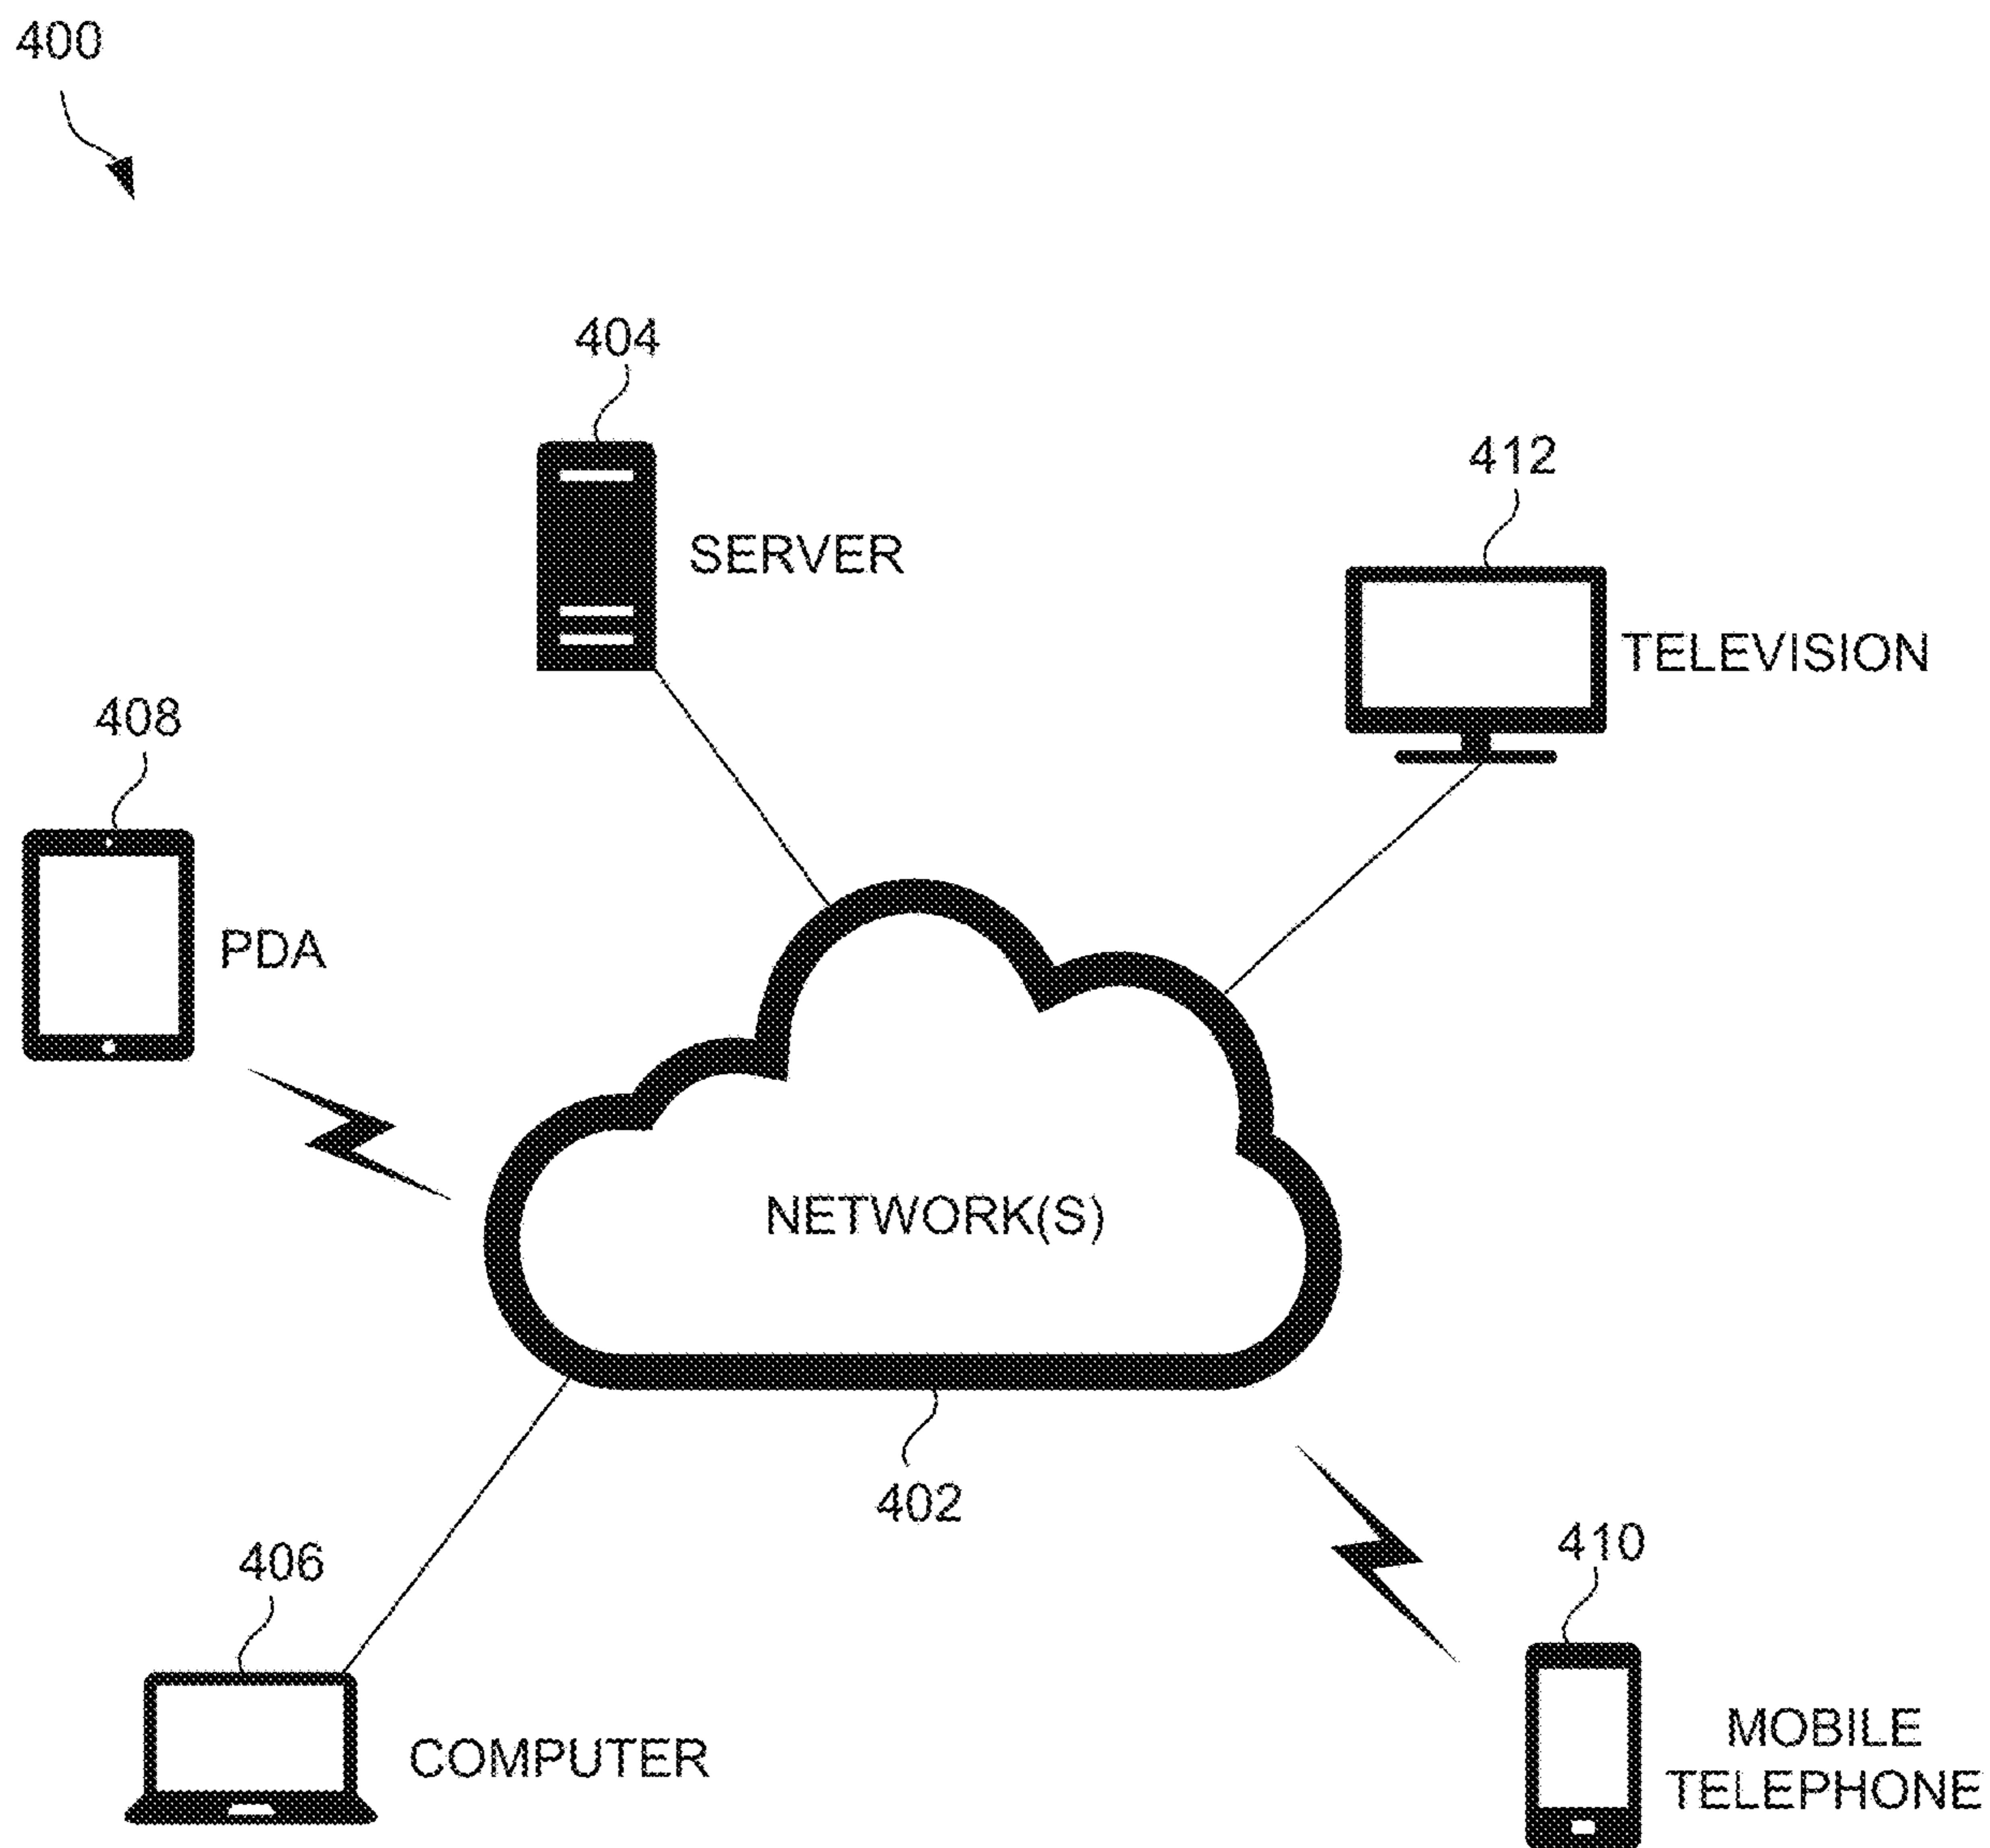 400
404
SERVER
412
TELEVISION
408
PDA
NETWORK(S)
402
406
COMPUTER
410
MOBILE
TELEPHONE